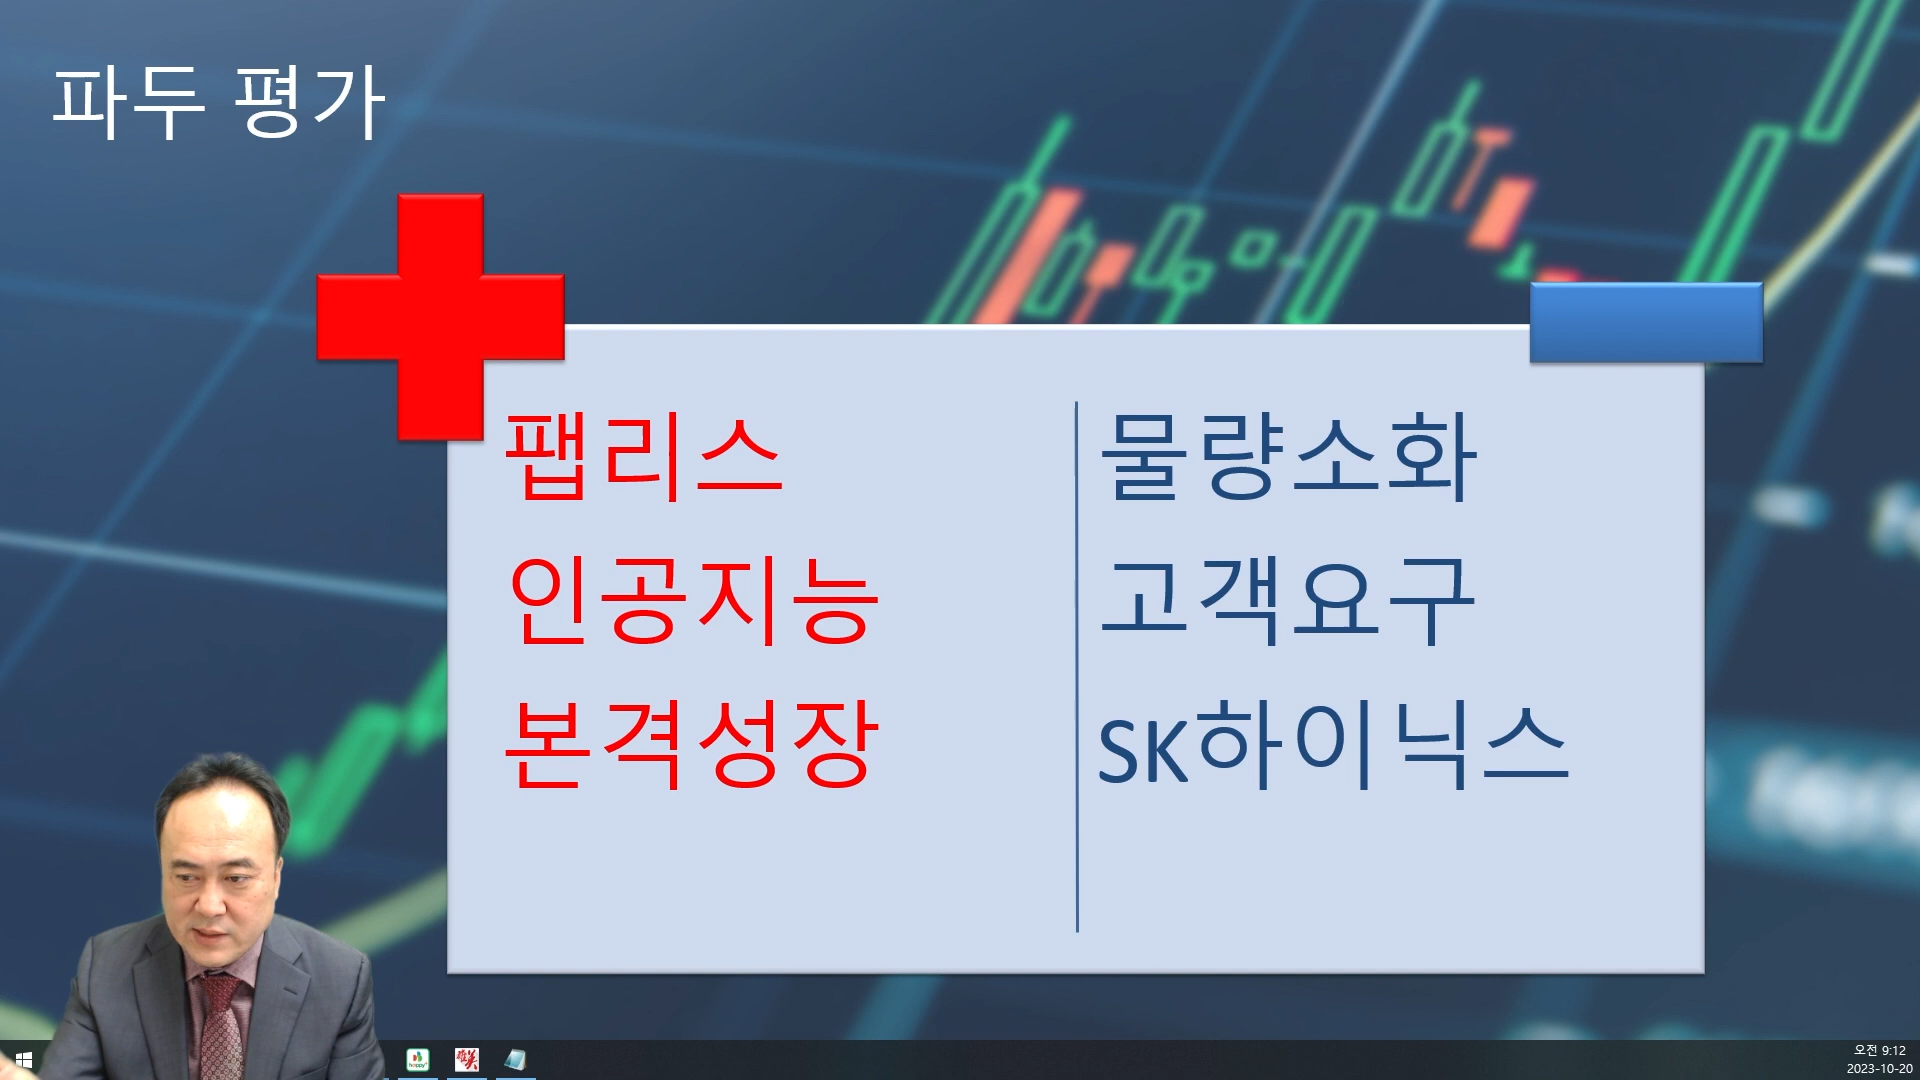 파두 평가
팹리스
인공지능
본격성장
물량소화
고객요구
SK하이닉스
오전 9:12
2023-10-20